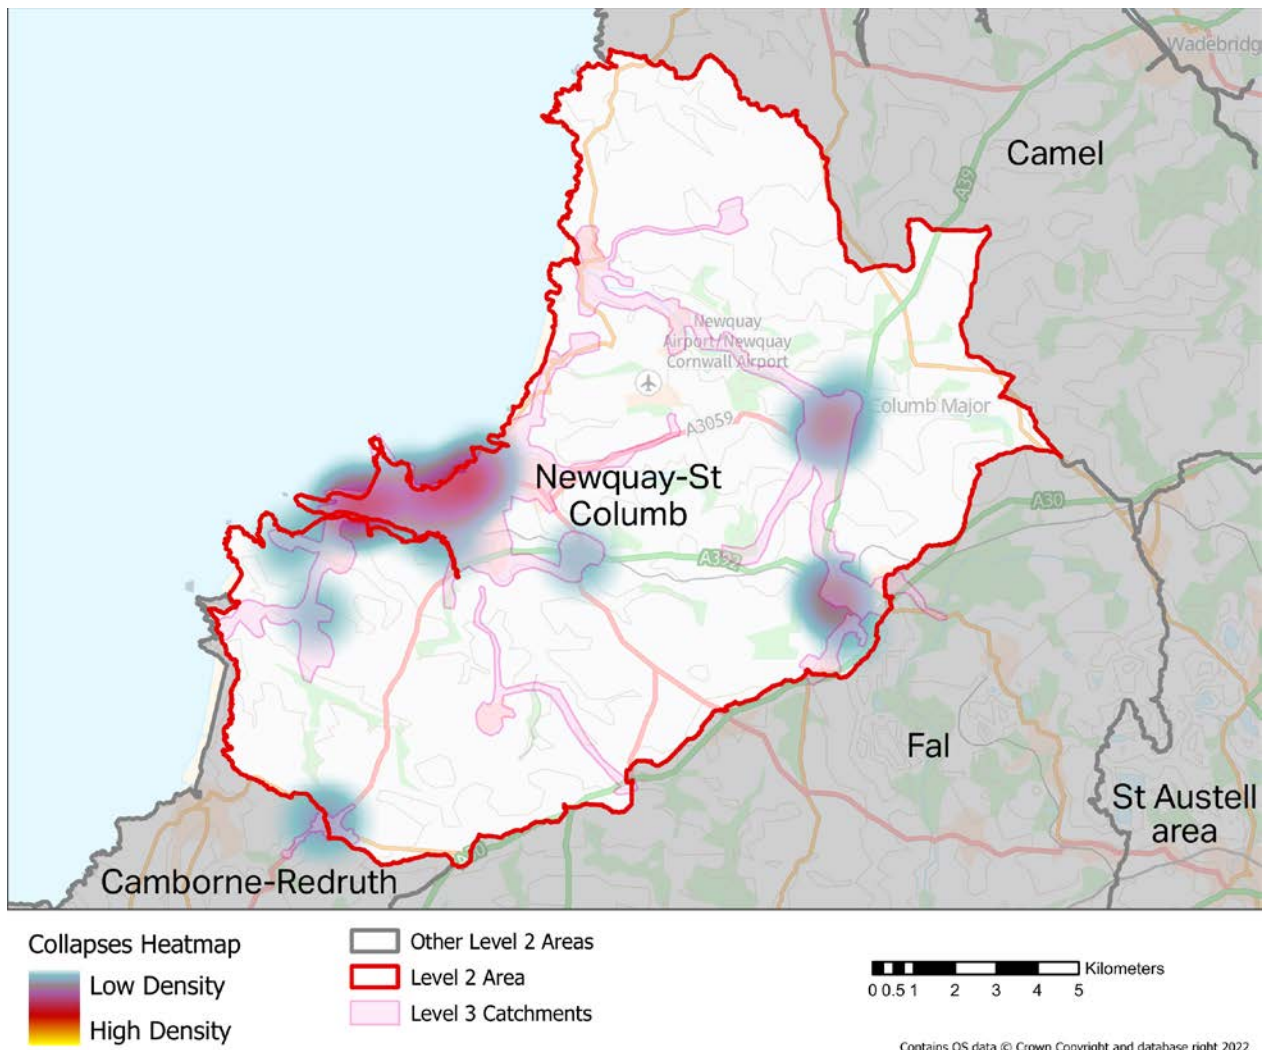 Wadebridg
Camel
A39
Newquay
Airport/Newquay
Cornwall Airport
Columb Major
A3059
Newquay-St
Columb
A30
A392
Fal
St Austell
area
Camborne-Redruth
Collapses Heatmap
Low Density
High Density
Other Level 2 Areas
Level 2 Area
Level 3 Catchments
Kilometers
0 0.5 1 2 3 4 5
Contains OS data © Crown Copyright and database right 2022